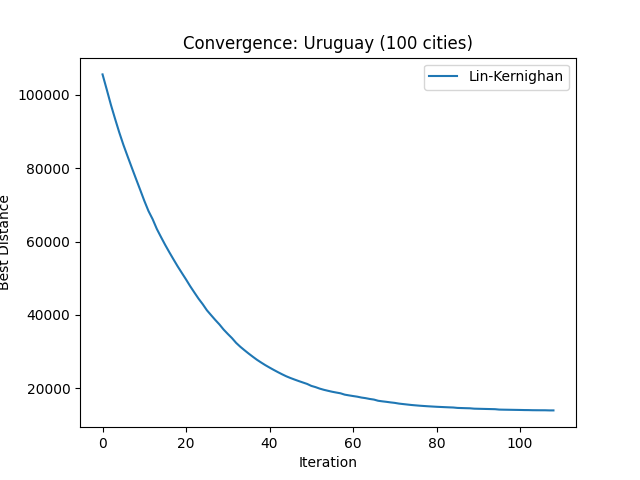 Convergence: Uruguay (100 cities)
Lin-Kernighan
100000
80000
60000
40000
20000
Best Distance
0 20 40 60 80 100
Iteration